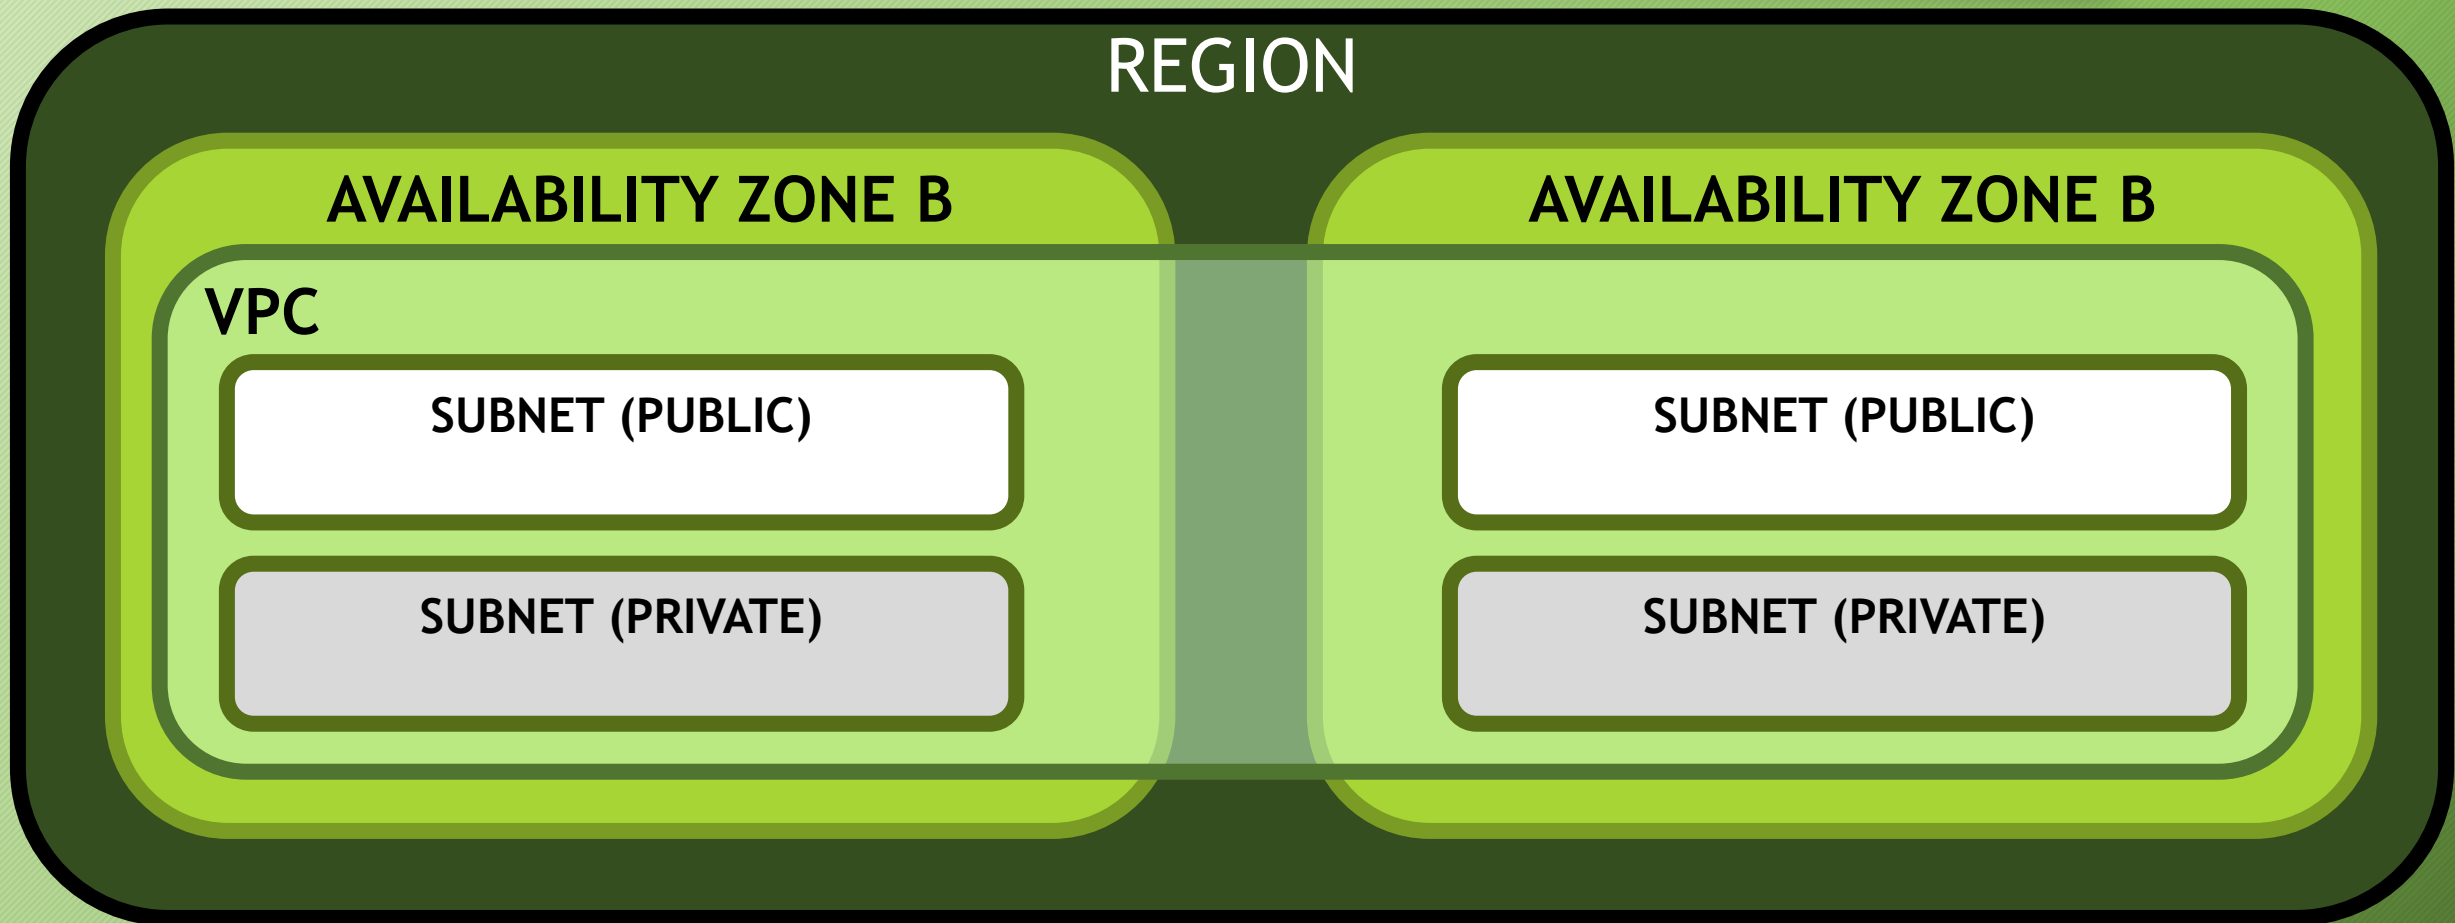 REGION
AVAILABILITY ZONE B
AVAILABILITY ZONE B
VPC
SUBNET (PUBLIC)
SUBNET (PUBLIC)
SUBNET (PRIVATE)
SUBNET (PRIVATE)